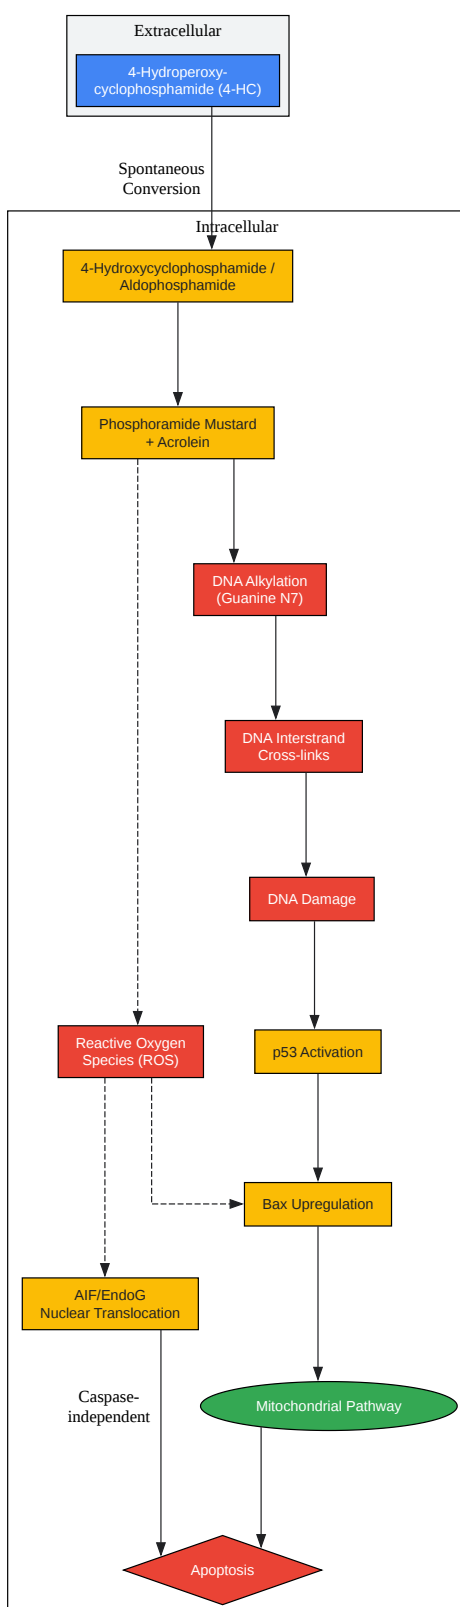 Extracellular
4-Hydroperoxy-
cyclophosphamide (4-HC)
Spontaneous
Conversion
Intracellular
4-Hydroxycyclophosphamide /
Aldophosphamide
Phosphoramide Mustard
+ Acrolein
DNA Alkylation
(Guanine N7)
DNA Interstrand
Cross-links
DNA Damage
Reactive Oxygen
Species (ROS)
p53 Activation
Bax Upregulation
AIF/EndoG
Nuclear Translocation
Caspase-
independent
Mitochondrial Pathway
Apoptosis